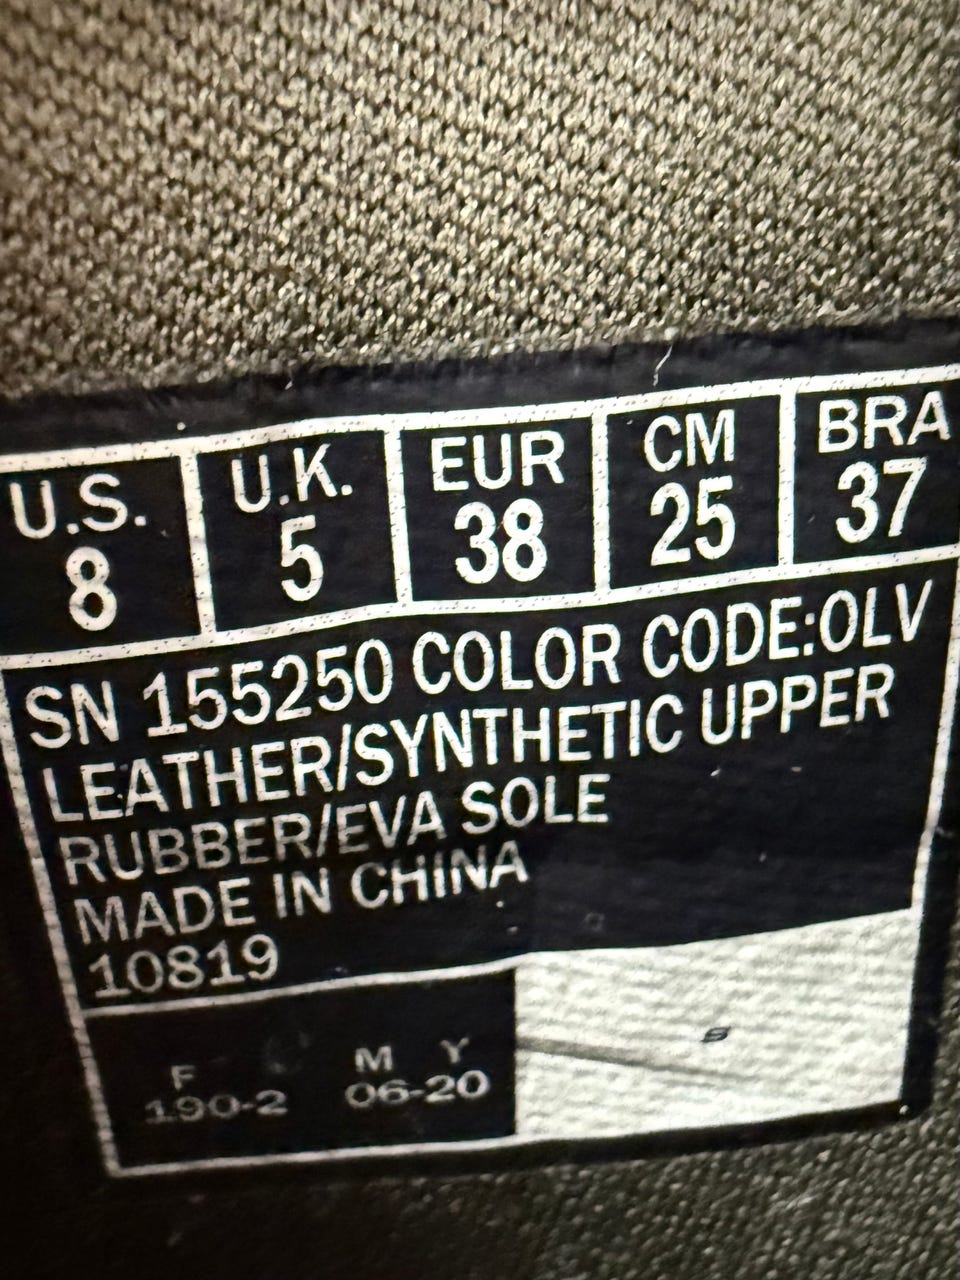 U.S. U.K. EUR CM BRA
8 5 38 25 37
SN 155250 COLOR CODE:OLV
LEATHER/SYNTHETIC UPPER
RUBBER/EVA SOLE
MADE IN CHINA
10819
F M Y
190-2 06-20
S